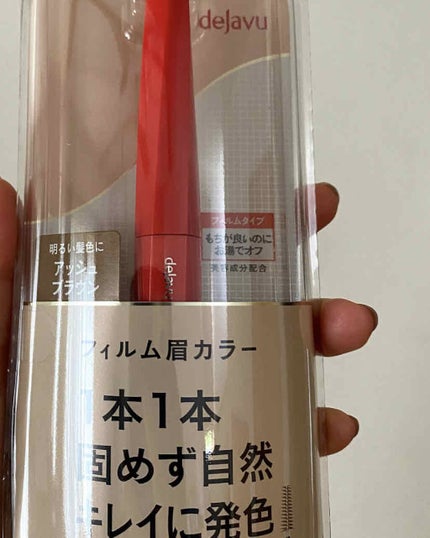 dejavu
フィルムタイプ
もちが良いのに
お湯でオフ
美容成分配合
明るい髪色に
アッシュ
ブラウン
dejavu
フィルム眉カラー
1本1本
固めず自然
キレイに発色